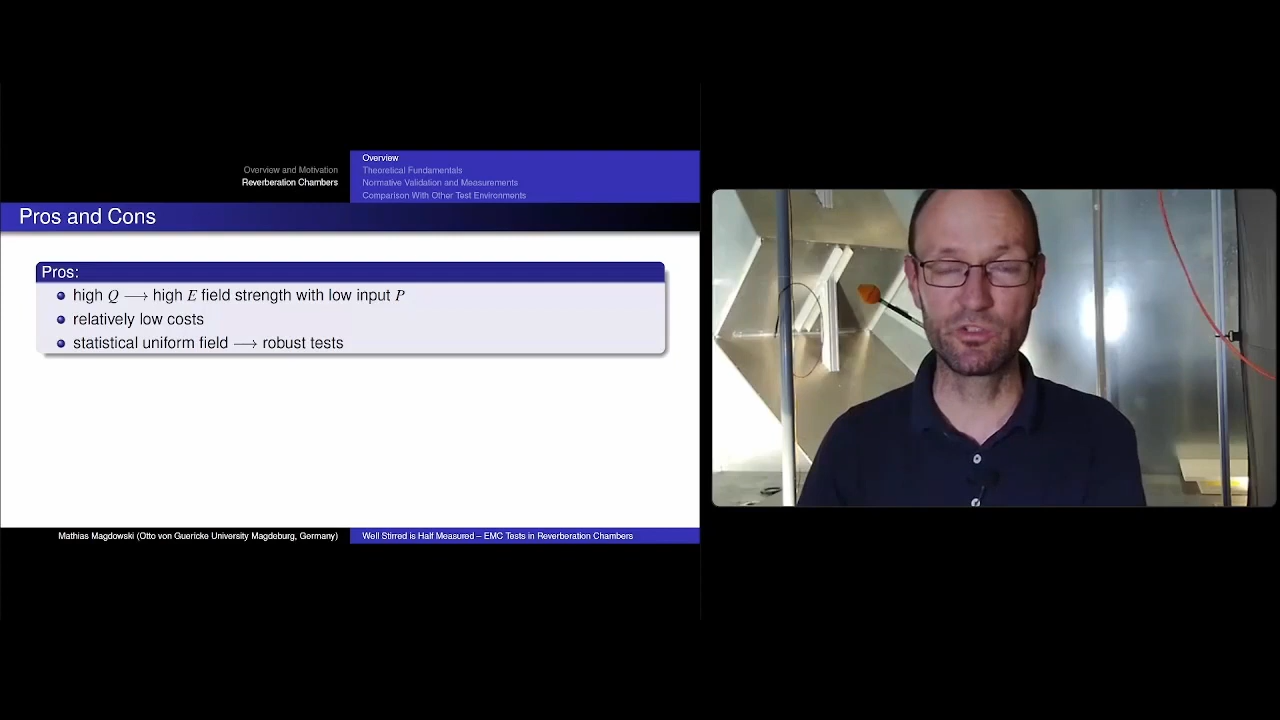 Overview and Motivation
Reverberation Chambers
Overview
Theoretical Fundamentals
Normative Validation and Measurements
Comparison With Other Test Environments
Pros and Cons
Pros:
high Q ⟶ high E field strength with low input P
relatively low costs
statistical uniform field ⟶ robust tests
Mathias Magdowski (Otto von Guericke University Magdeburg, Germany)
Well Stirred is Half Measured – EMC Tests in Reverberation Chambers